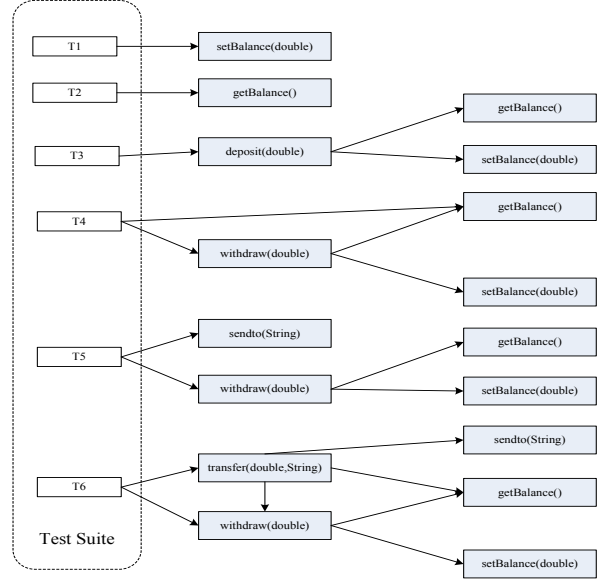 T1
setBalance(double)
T2
getBalance()
getBalance()
T3
deposit(double)
setBalance(double)
getBalance()
T4
withdraw(double)
setBalance(double)
sendto(String)
getBalance()
T5
withdraw(double)
setBalance(double)
sendto(String)
transfer(double,String)
T6
getBalance()
withdraw(double)
Test Suite
setBalance(double)